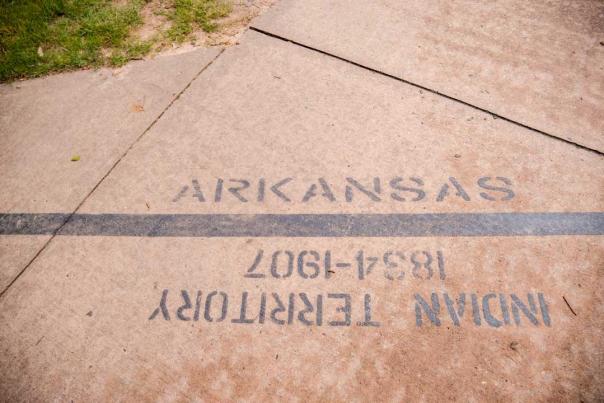 ARKANSAS
INDIAN TERRITORY
1834-1907